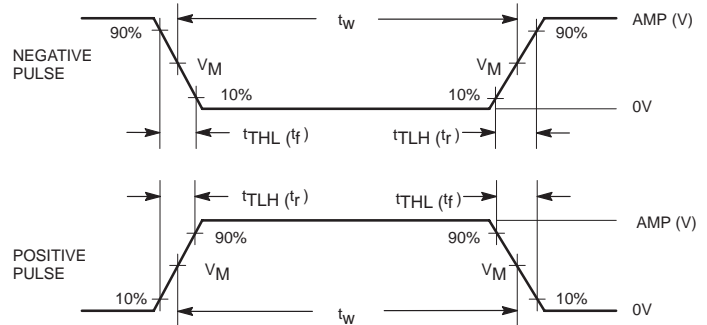 tW AMP (V)
90% 90%
NEGATIVE
PULSE
VM VM
10% 10%
0V
tTHL (tf) tTLH (tr)
tTLH (tr) tTHL (tf)
AMP (V)
90% 90%
POSITIVE
PULSE
VM VM
10% 10%
tW 0V